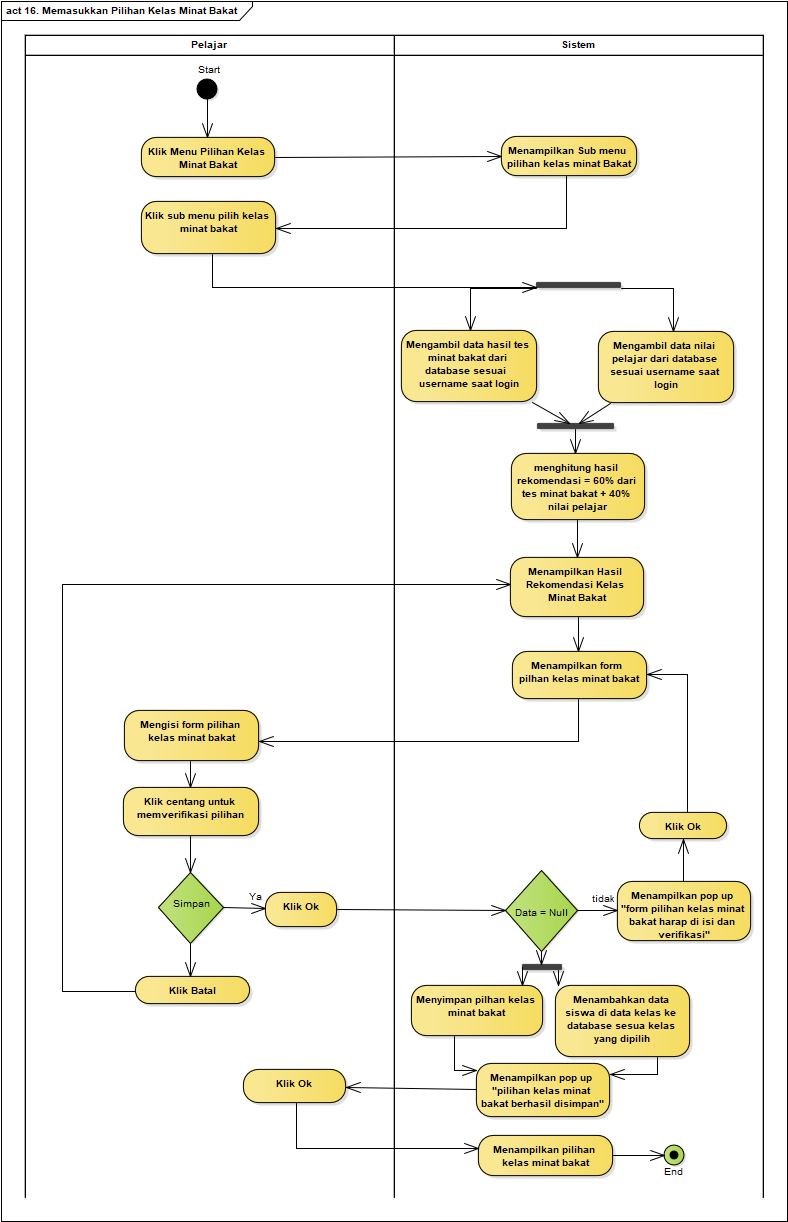 act 16. Memasukkan Pilihan Kelas Minat Bakat
Pelajar
Sistem
Start
Klik Menu Pilihan Kelas
Minat Bakat
Menampilkan Sub menu
pilihan kelas minat Bakat
Klik sub menu pilih kelas
minat bakat
Mengambil data hasil tes
minat bakat dari
database sesuai
username saat login
Mengambil data nilai
pelajar dari database
sesuai username saat
login
menghitung hasil
rekomendasi = 60% dari
tes minat bakat + 40%
nilai pelajar
Menampilkan Hasil
Rekomendasi Kelas
Minat Bakat
Menampilkan form
pilhan kelas minat bakat
Mengisi form pilihan
kelas minat bakat
Klik centang untuk
memverifikasi pilihan
Klik Ok
Simpan
Ya
Klik Ok
Data = Null
tidak
Menampilkan pop up
"form pilihan kelas minat
bakat harap di isi dan
verifikasi"
Klik Batal
Menyimpan pilhan kelas
minat bakat
Menambahkan data
siswa di data kelas ke
database sesua kelas
yang dipilih
Klik Ok
Menampilkan pop up
"pilihan kelas minat
bakat berhasil disimpan"
Menampilkan pilihan
kelas minat bakat
End